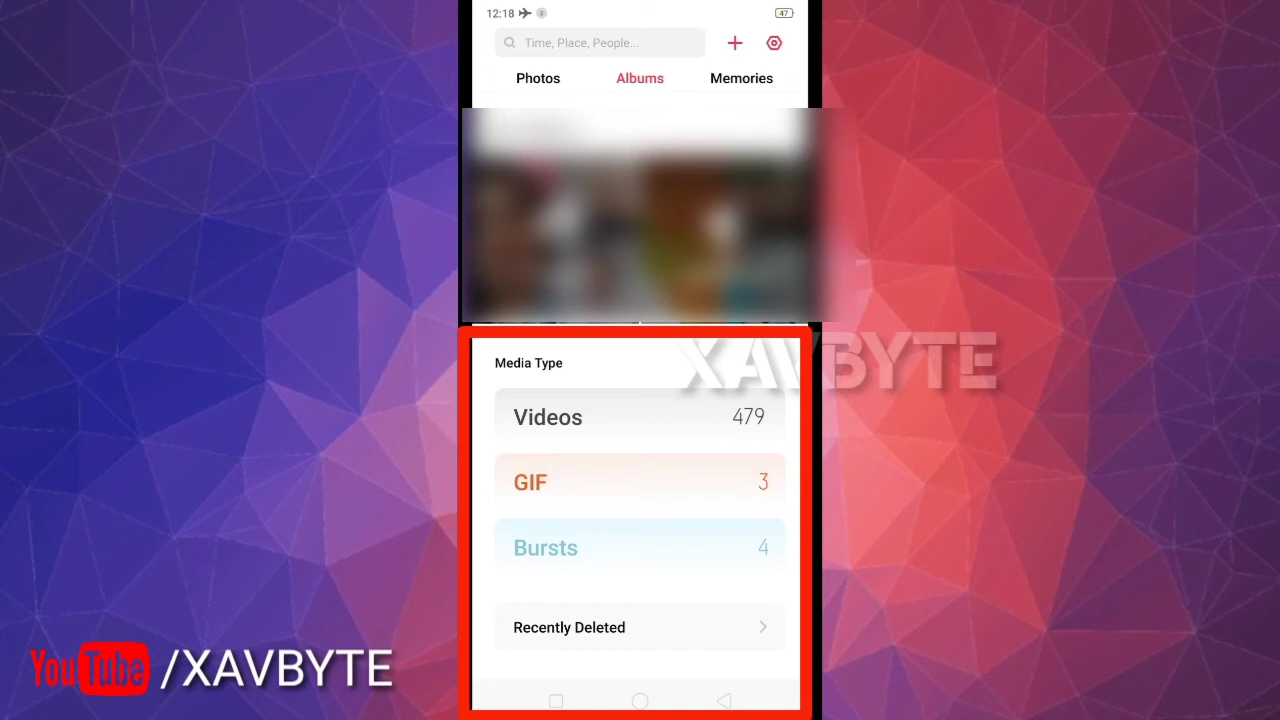 12:18
47
Time, Place, People...
Photos Albums Memories
Media Type
XAVBYTE
Videos 479
GIF 3
Bursts 4
Recently Deleted
YouTube /XAVBYTE